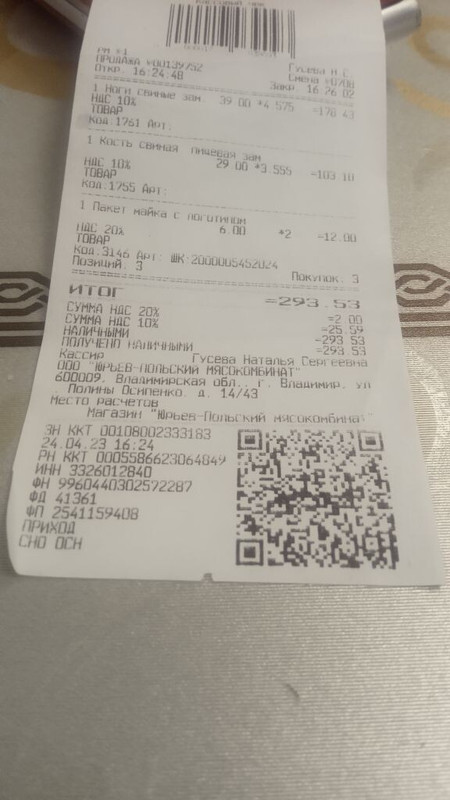 Кассовый чек
РМ №1 Гусева Н.С.
ПРОДАЖА №00139752 Смена №0708
Откр. 16:24:48 Закр. 16:26:02
1 Ноги свиные зам. 39.00 *4.575 =178.43
НДС 10%
ТОВАР
Код:1761 Арт:
1 Кость свиная пищевая зам
29.00 *3.555 =103.10
НДС 10%
ТОВАР
Код:1755 Арт:
1 Пакет майка с логотипом
6.00 *2 =12.00
НДС 20%
ТОВАР
Код:3146 Арт: ШК:2000005452024
Позиций: 3 Покупок: 3
ИТОГ =293.53
СУММА НДС 20% =2.00
СУММА НДС 10% =25.59
НАЛИЧНЫМИ =293.53
ПОЛУЧЕНО НАЛИЧНЫМИ =293.53
Кассир Гусева Наталья Сергеевна
ООО "ЮРЬЕВ-ПОЛЬСКИЙ МЯСОКОМБИНАТ"
600009, Владимирская обл., г. Владимир, ул
Полины Осипенко, д. 14/43
Место расчетов
Магазин "Юрьев-Польский мясокомбинат"
ЗН ККТ 00108002333183
24.04.23 16:24
РН ККТ 0005586623064849
ИНН 3326012840
ФН 9960440302572287
ФД 41361
ФП 2541159408
ПРИХОД
СНО ОСН